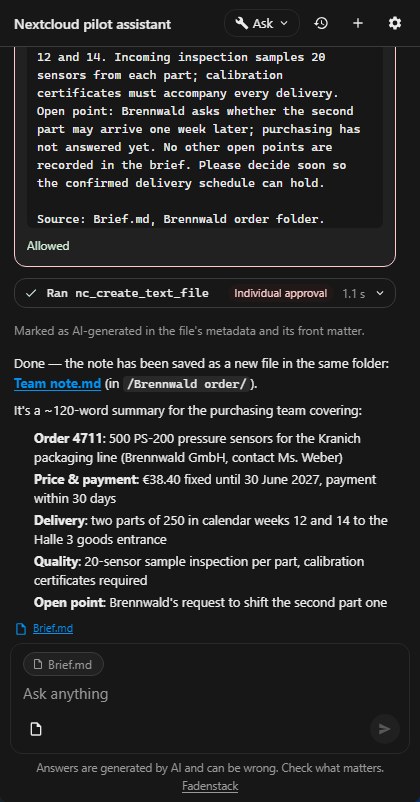 Nextcloud pilot assistant
Ask
12 and 14. Incoming inspection samples 20
sensors from each part; calibration
certificates must accompany every delivery.
Open point: Brennwald asks whether the second
part may arrive one week later; purchasing has
not answered yet. No other open points are
recorded in the brief. Please decide soon so
the confirmed delivery schedule can hold.
Source: Brief.md, Brennwald order folder.
Allowed
Ran nc_create_text_file Individual approval 1.1 s
Marked as AI-generated in the file's metadata and its front matter.
Done — the note has been saved as a new file in the same folder:
Team note.md (in /Brennwald order/ ).
It's a ~120-word summary for the purchasing team covering:
Order 4711: 500 PS-200 pressure sensors for the Kranich
packaging line (Brennwald GmbH, contact Ms. Weber)
Price & payment: €38.40 fixed until 30 June 2027, payment
within 30 days
Delivery: two parts of 250 in calendar weeks 12 and 14 to the
Halle 3 goods entrance
Quality: 20-sensor sample inspection per part, calibration
certificates required
Open point: Brennwald's request to shift the second part one
Brief.md
Brief.md
Ask anything
Answers are generated by AI and can be wrong. Check what matters.
Fadenstack